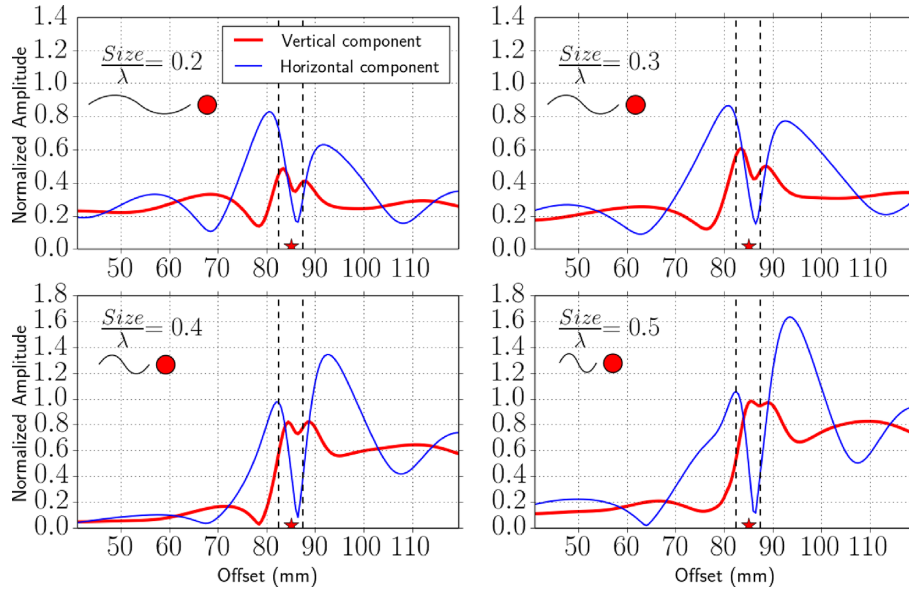 1.4
1.2
1.0
0.8
0.6
0.4
0.2
0.0
Normalized Amplitude
Size/λ = 0.2
Vertical component
Horizontal component
50 60 70 80 90 100 110
1.4
1.2
1.0
0.8
0.6
0.4
0.2
0.0
Size/λ = 0.3
50 60 70 80 90 100 110
1.8
1.6
1.4
1.2
1.0
0.8
0.6
0.4
0.2
0.0
Normalized Amplitude
Size/λ = 0.4
50 60 70 80 90 100 110
Offset (mm)
1.8
1.6
1.4
1.2
1.0
0.8
0.6
0.4
0.2
0.0
Size/λ = 0.5
50 60 70 80 90 100 110
Offset (mm)